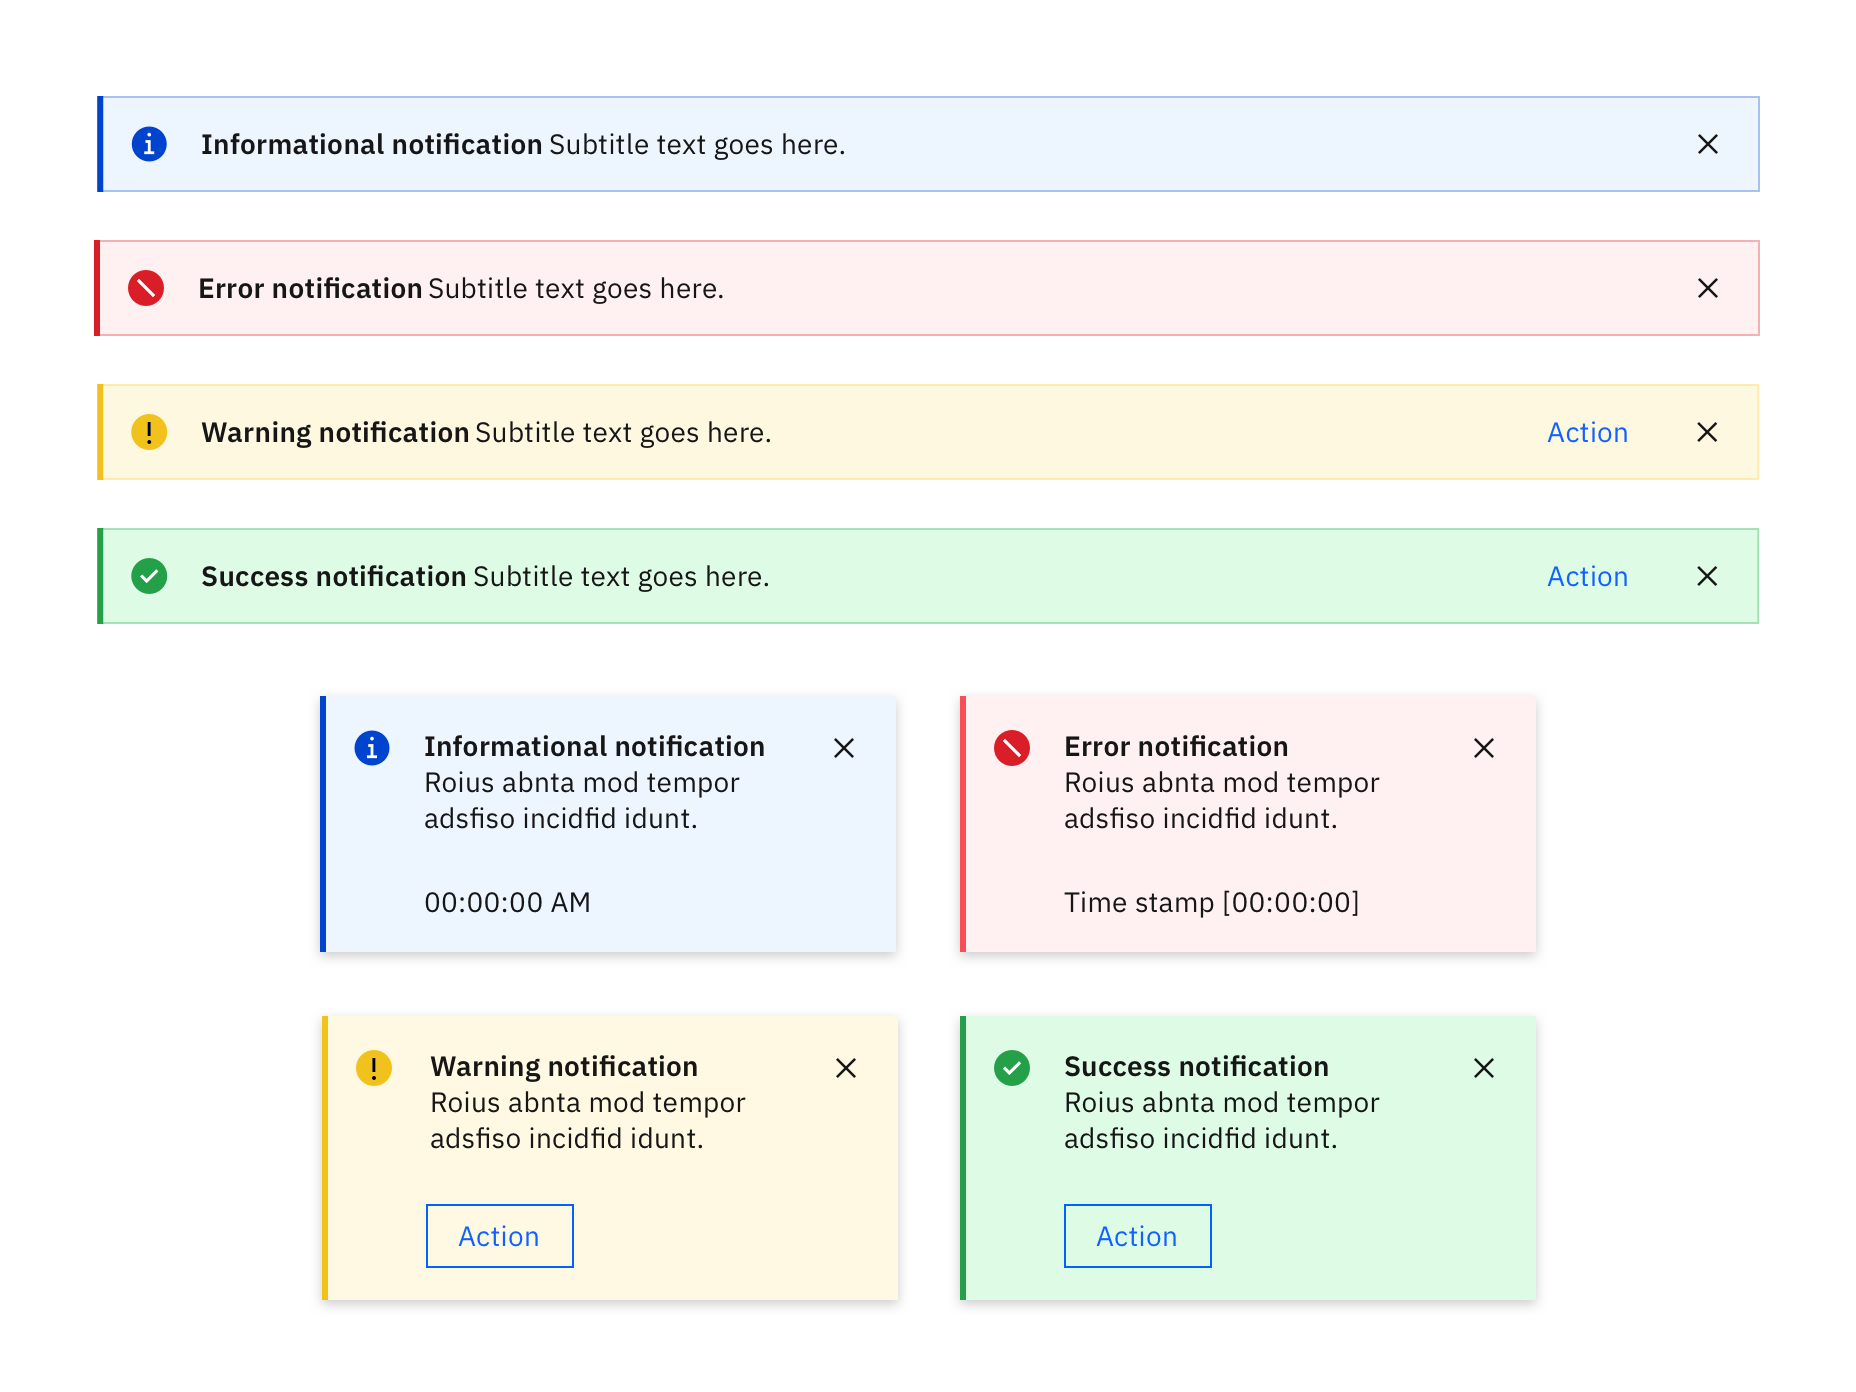 Informational notification Subtitle text goes here.
Error notification Subtitle text goes here.
Warning notification Subtitle text goes here. Action
Success notification Subtitle text goes here. Action
Informational notification
Roius abnta mod tempor
adsfiso incidfid idunt.
00:00:00 AM
Error notification
Roius abnta mod tempor
adsfiso incidfid idunt.
Time stamp [00:00:00]
Warning notification
Roius abnta mod tempor
adsfiso incidfid idunt.
Action
Success notification
Roius abnta mod tempor
adsfiso incidfid idunt.
Action